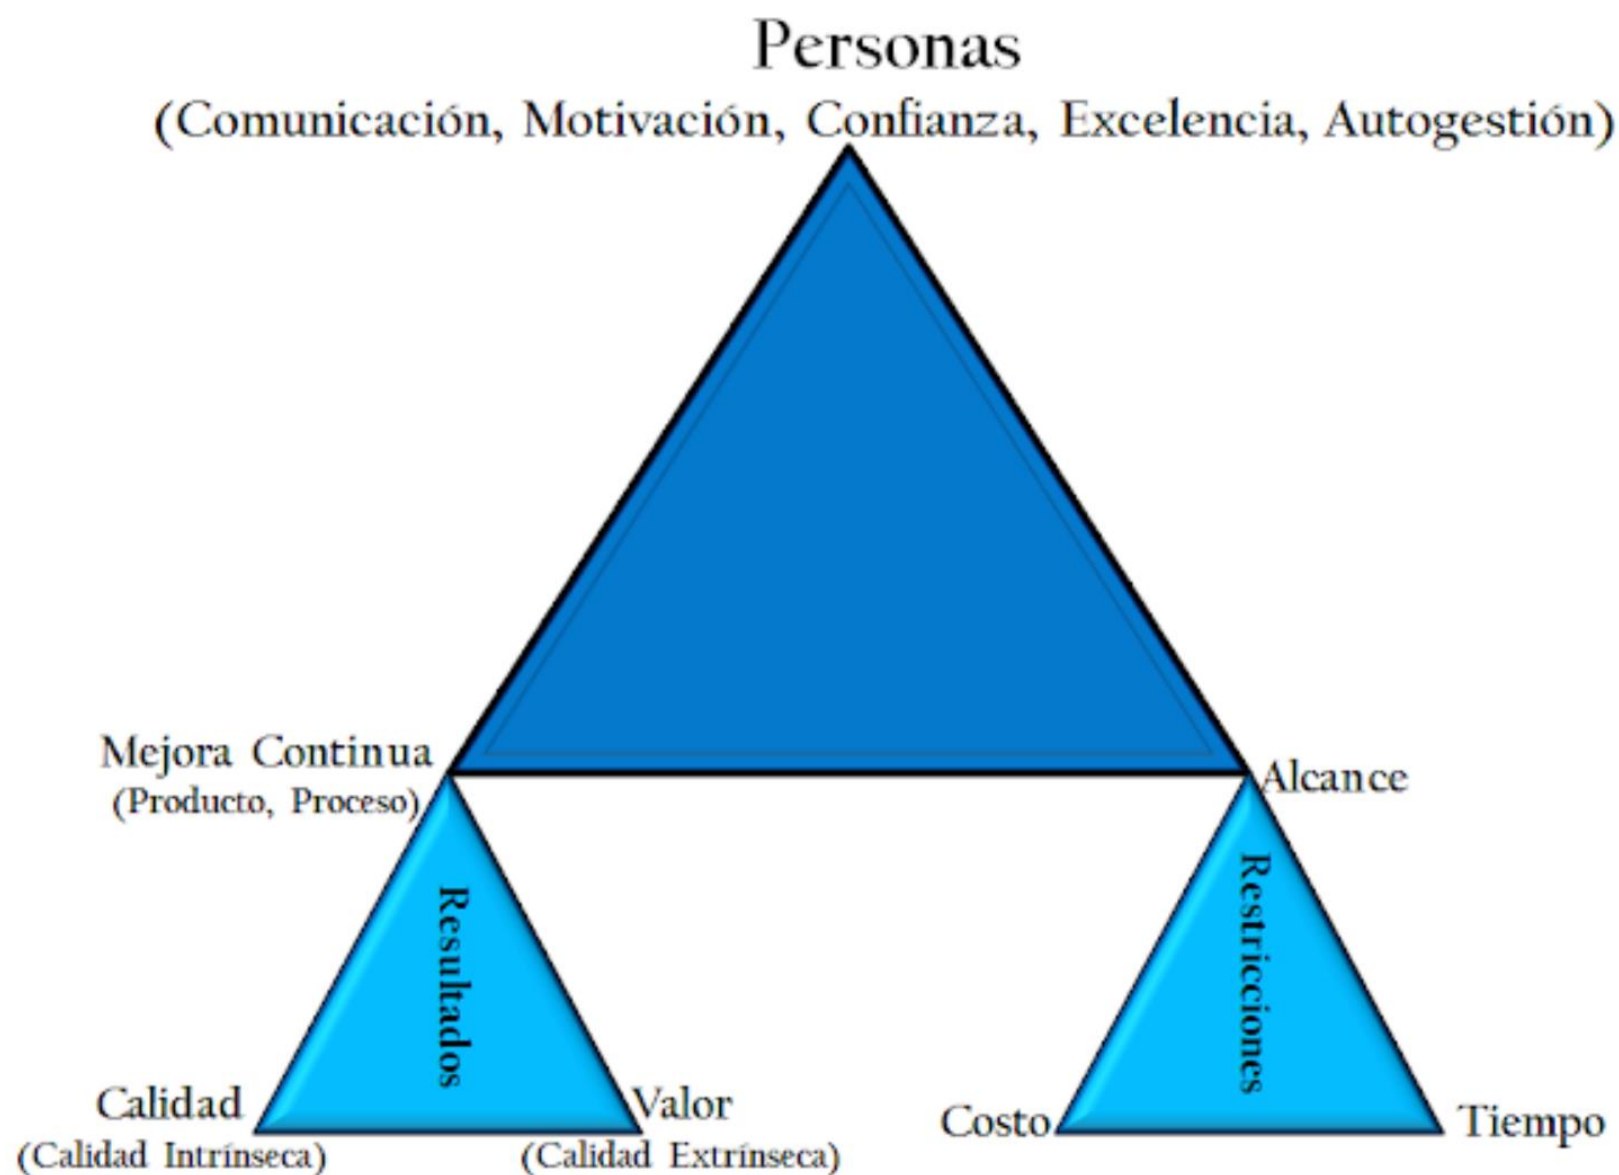 Personas
(Comunicación, Motivación, Confianza, Excelencia, Autogestión)
Mejora Continua
(Producto, Proceso)
Alcance
Resultados
Restricciones
Calidad
(Calidad Intrínseca)
Valor
(Calidad Extrínseca)
Costo
Tiempo